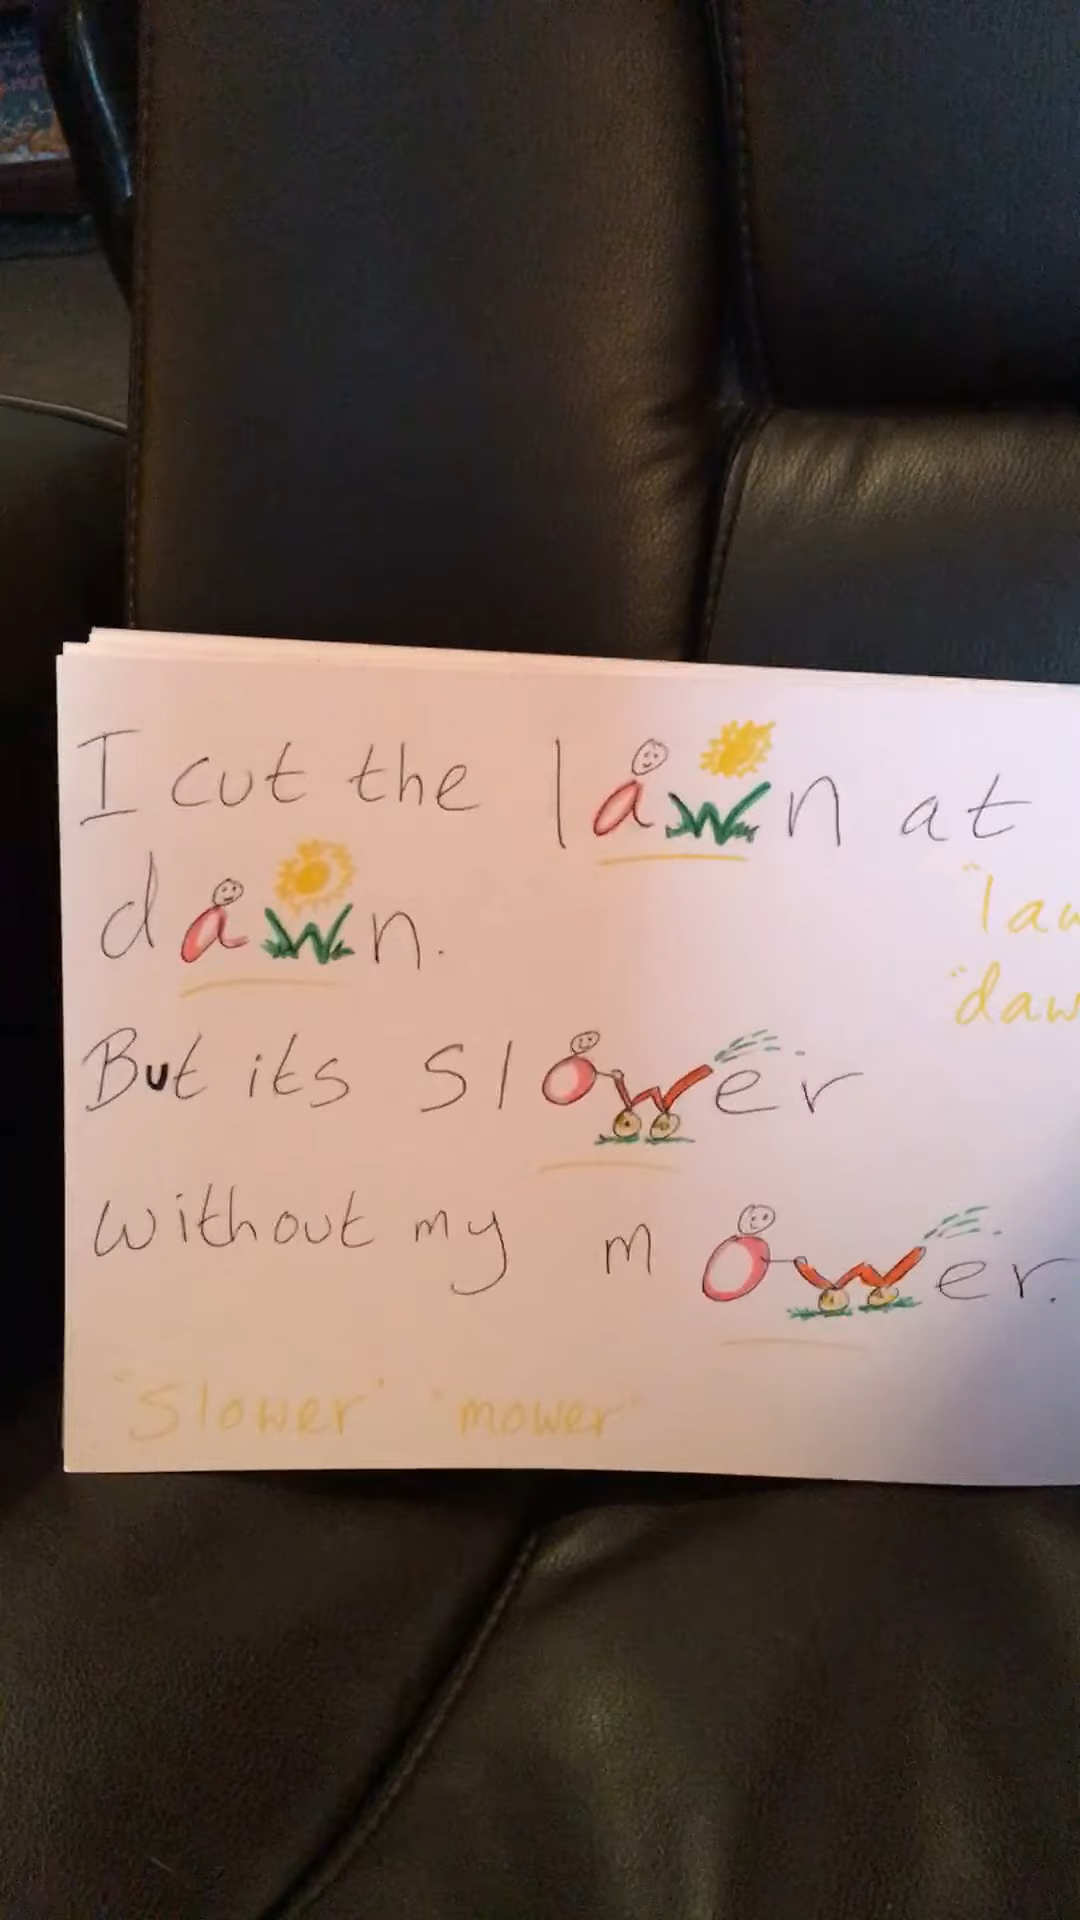 I cut the lawn at
dawn.
But its slower
without my mower.
"Slower" "mower"